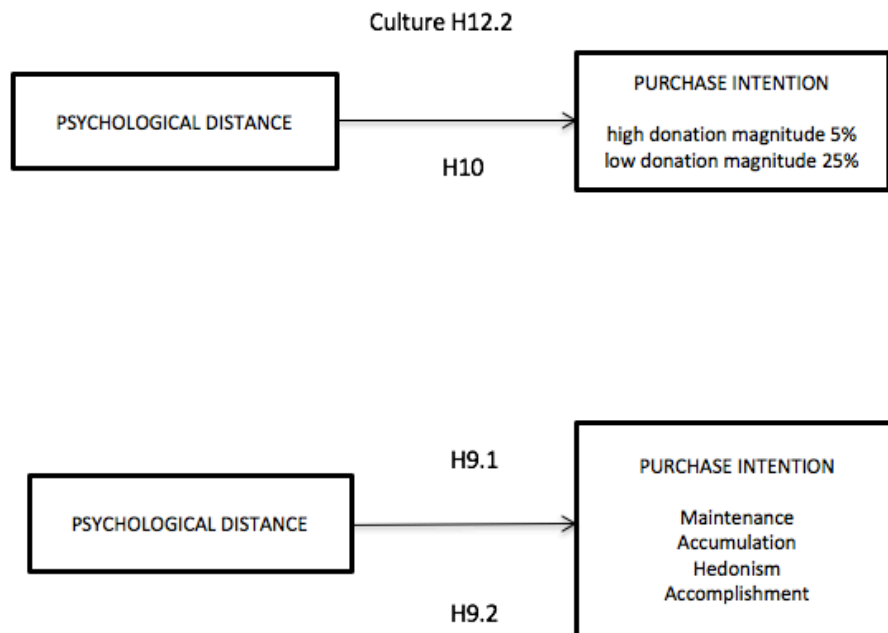 Culture H12.2
PSYCHOLOGICAL DISTANCE
H10
PURCHASE INTENTION
high donation magnitude 5%
low donation magnitude 25%
H9.1
PSYCHOLOGICAL DISTANCE
H9.2
PURCHASE INTENTION
Maintenance
Accumulation
Hedonism
Accomplishment